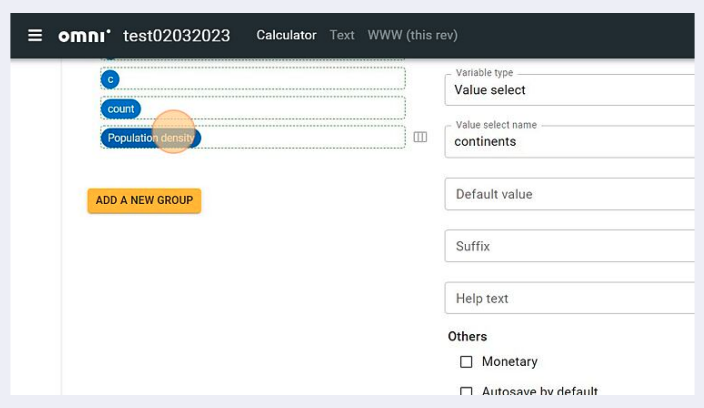 omni test02032023 Calculator Text WWW (this rev)
c
count
Population density
ADD A NEW GROUP
Variable type
Value select
Value select name
continents
Default value
Suffix
Help text
Others
Monetary
Autosave by default